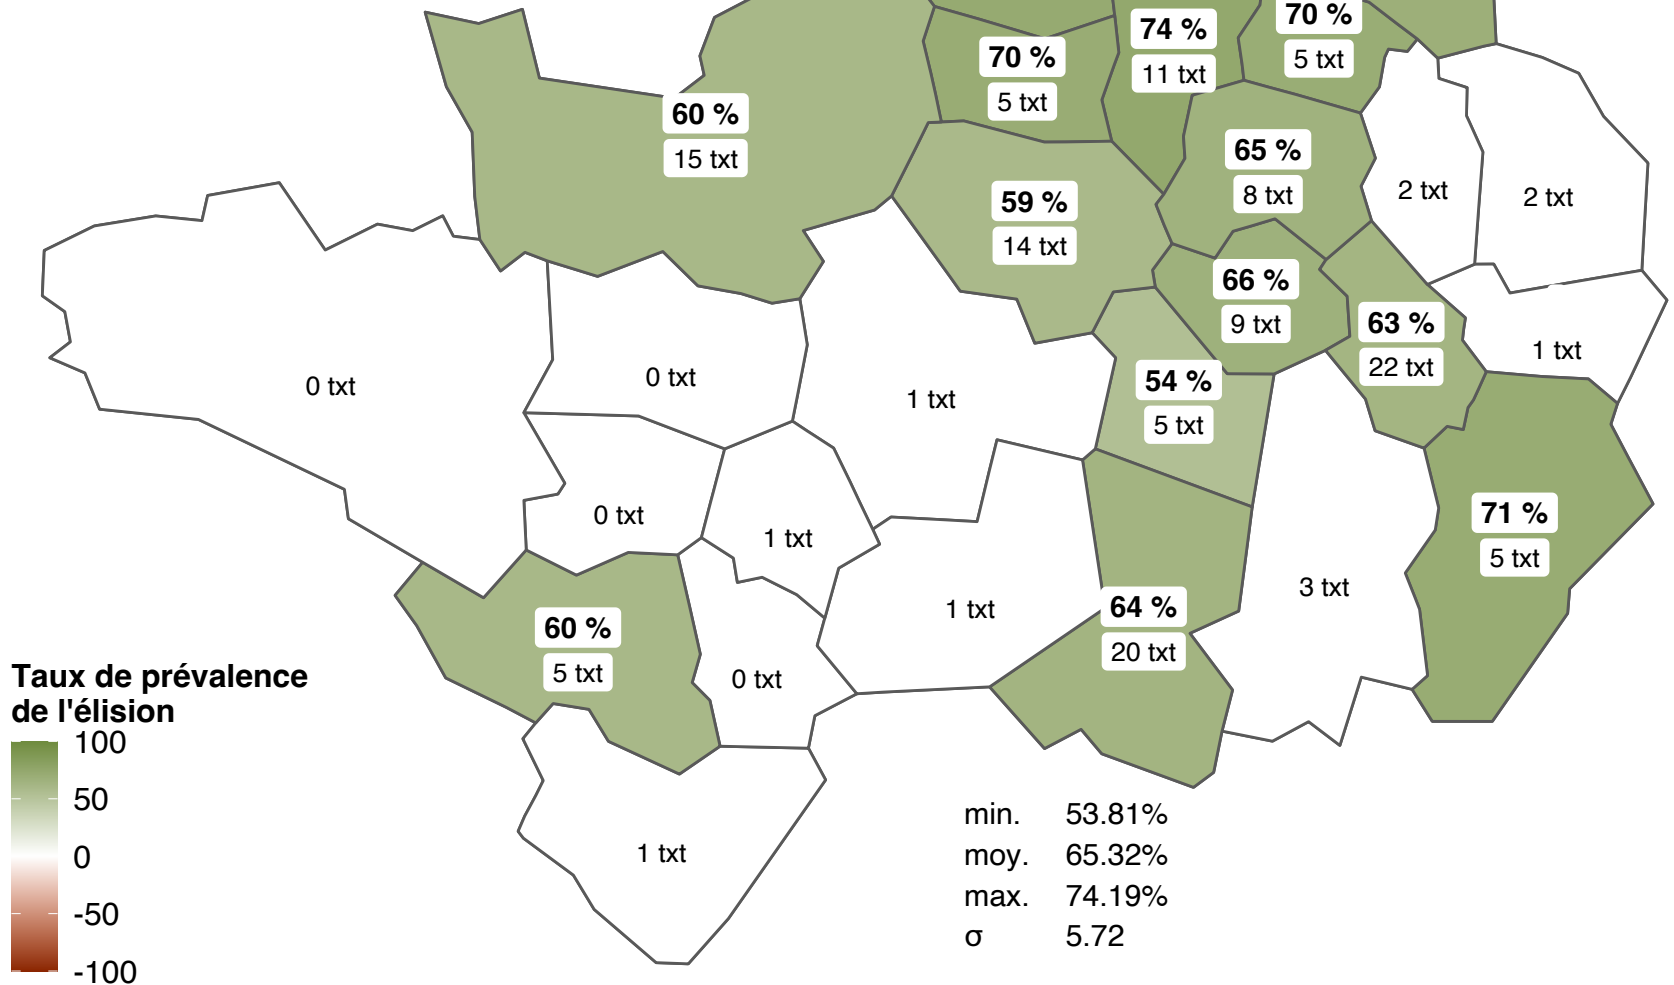 70 %
5 txt
74 %
11 txt
70 %
5 txt
60 %
15 txt
65 %
8 txt
2 txt
2 txt
59 %
14 txt
66 %
9 txt
63 %
22 txt
1 txt
0 txt
0 txt
1 txt
54 %
5 txt
0 txt
1 txt
71 %
5 txt
3 txt
1 txt
64 %
20 txt
60 %
5 txt
0 txt
1 txt
Taux de prévalence
de l'élision
100
50
0
-50
-100
min. 53.81%
moy. 65.32%
max. 74.19%
σ 5.72